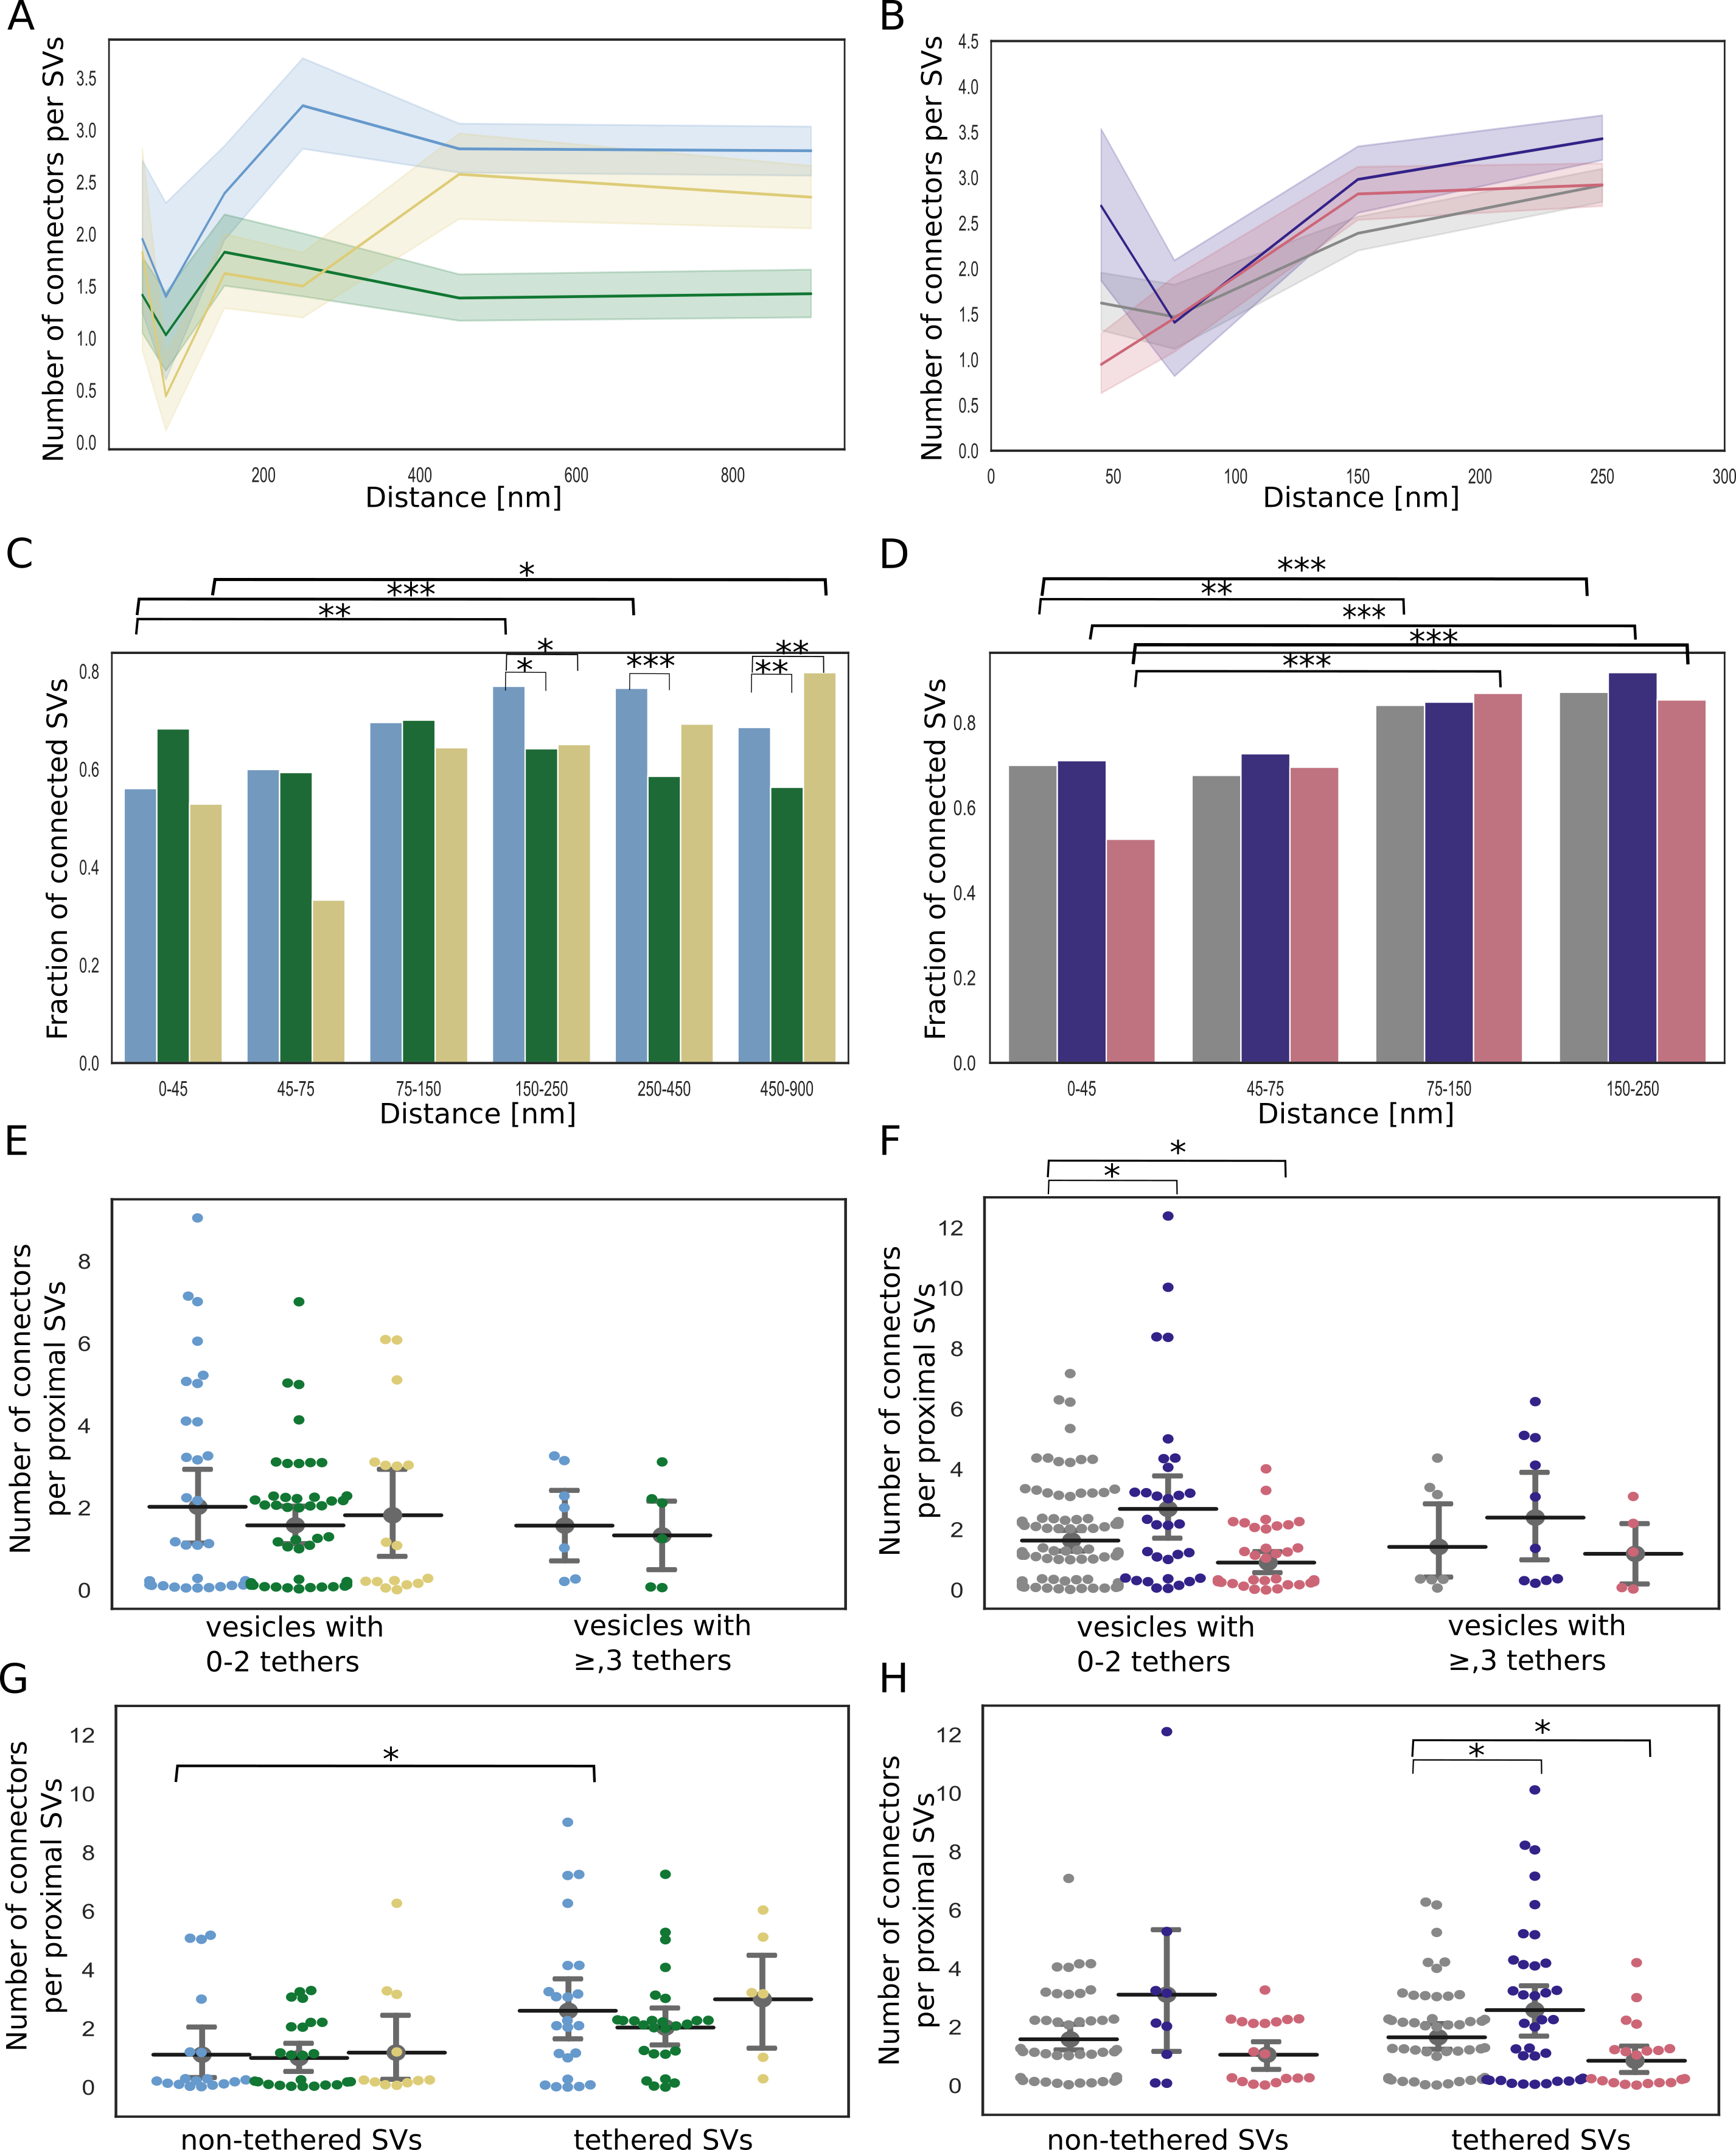 A
Number of connectors per SVs
3.5
3.0
2.5
2.0
1.5
1.0
0.5
0.0
200 400 600 800
Distance [nm]
B
Number of connectors per SVs
4.5
4.0
3.5
3.0
2.5
2.0
1.5
1.0
0.5
0.0
0 50 100 150 200 250 300
Distance [nm]
C
*
***
**
*
* *** ** **
Fraction of connected SVs
0.8
0.6
0.4
0.2
0.0
0-45 45-75 75-150 150-250 250-450 450-900
Distance [nm]
D
***
**
***
***
***
Fraction of connected SVs
0.8
0.6
0.4
0.2
0.0
0-45 45-75 75-150 150-250
Distance [nm]
E
Number of connectors
per proximal SVs
8
6
4
2
0
vesicles with
0-2 tethers
vesicles with
≥,3 tethers
F
*
*
Number of connectors
per proximal SVs
12
10
8
6
4
2
0
vesicles with
0-2 tethers
vesicles with
≥,3 tethers
G
*
Number of connectors
per proximal SVs
12
10
8
6
4
2
0
non-tethered SVs tethered SVs
H
*
*
Number of connectors
per proximal SVs
12
10
8
6
4
2
0
non-tethered SVs tethered SVs